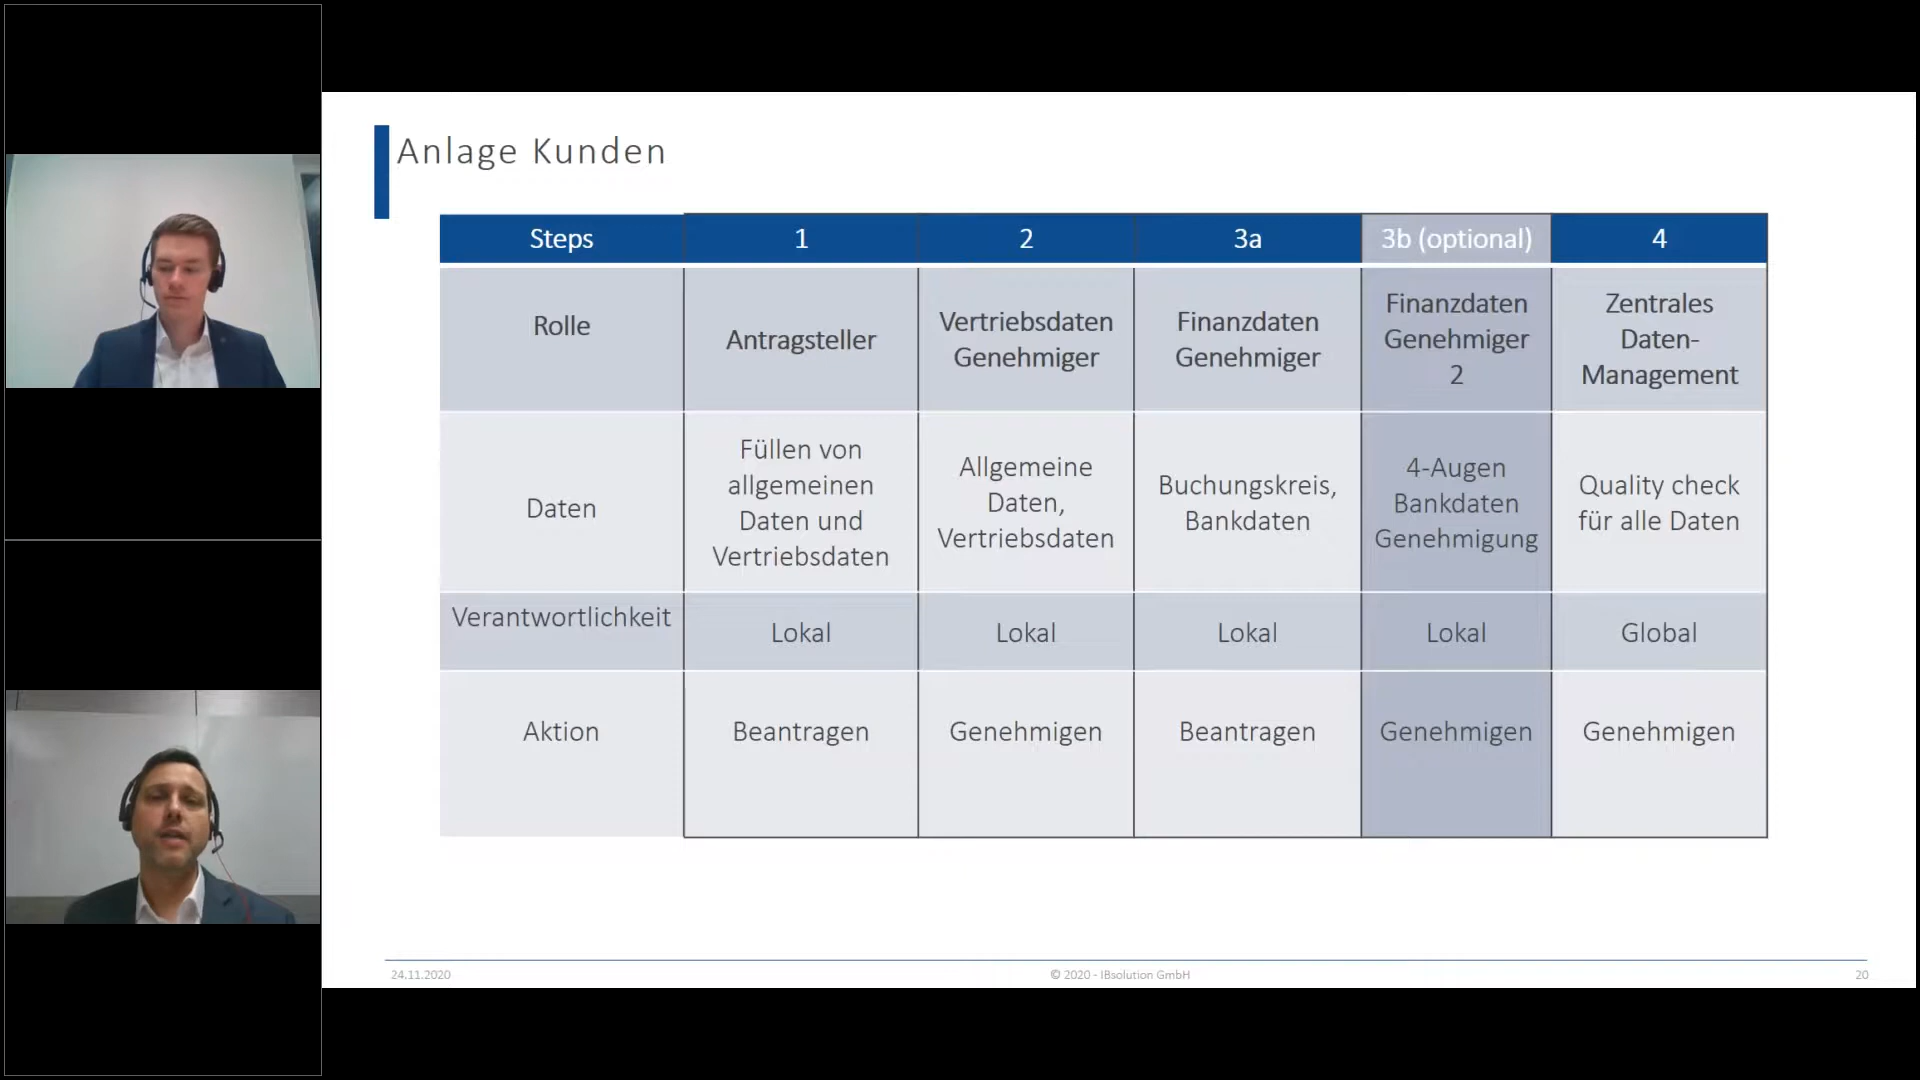 Anlage Kunden
Steps
1
2
3a
3b (optional)
4
Rolle
Antragsteller
Vertriebsdaten
Genehmiger
Finanzdaten
Genehmiger
Finanzdaten
Genehmiger
2
Zentrales
Daten-
Management
Daten
Füllen von
allgemeinen
Daten und
Vertriebsdaten
Allgemeine
Daten,
Vertriebsdaten
Buchungskreis,
Bankdaten
4-Augen
Bankdaten
Genehmigung
Quality check
für alle Daten
Verantwortlichkeit
Lokal
Lokal
Lokal
Lokal
Global
Aktion
Beantragen
Genehmigen
Beantragen
Genehmigen
Genehmigen
24.11.2020
© 2020 - IBsolution GmbH
20